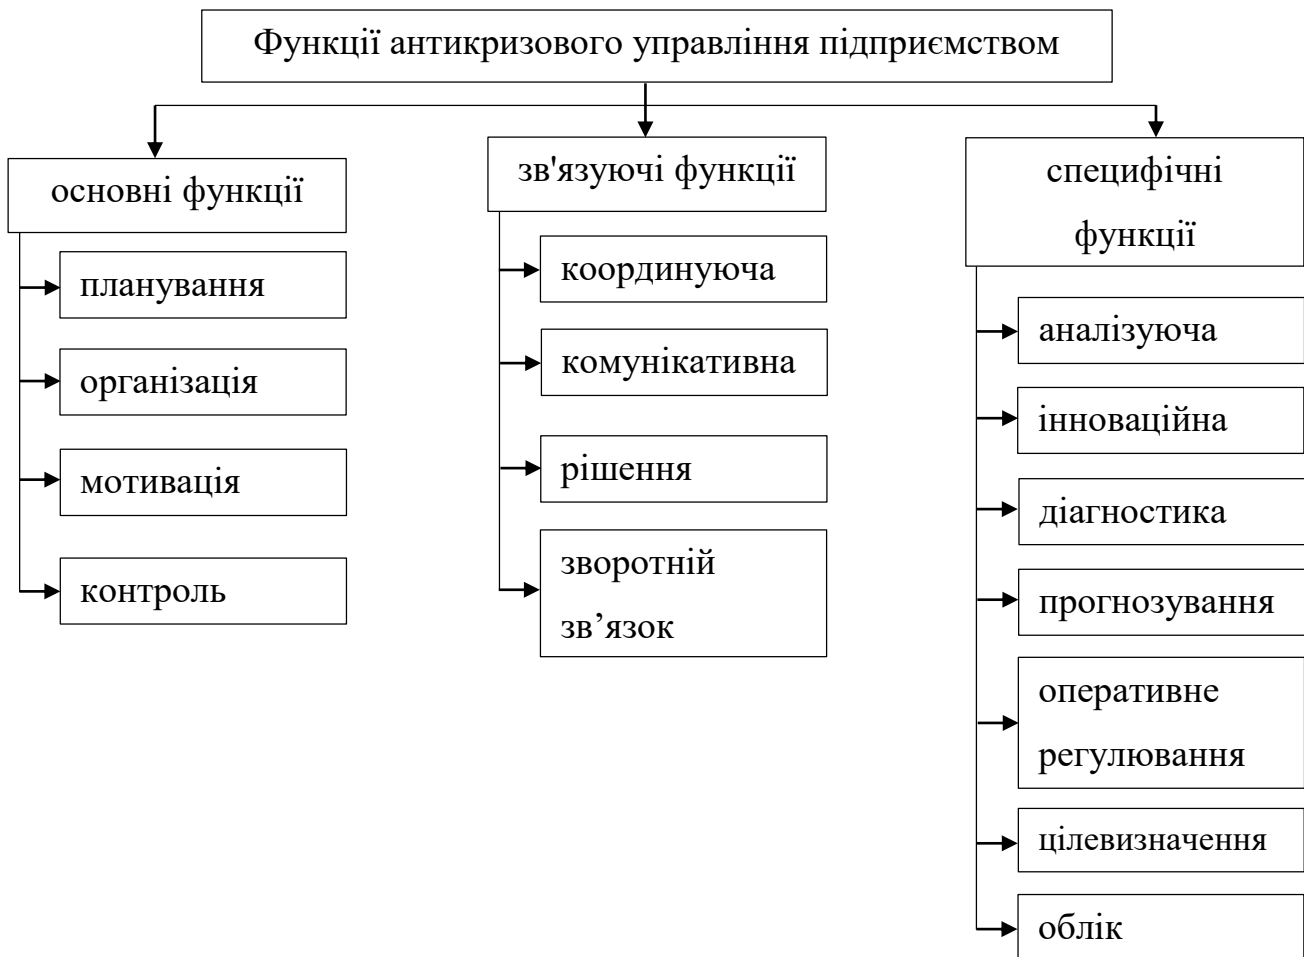 Функції антикризового управління підприємством
основні функції
планування
організація
мотивація
контроль
зв'язуючі функції
координуюча
комунікативна
рішення
зворотній
зв’язок
специфічні
функції
аналізуюча
інноваційна
діагностика
прогнозування
оперативне
регулювання
цілевизначення
облік